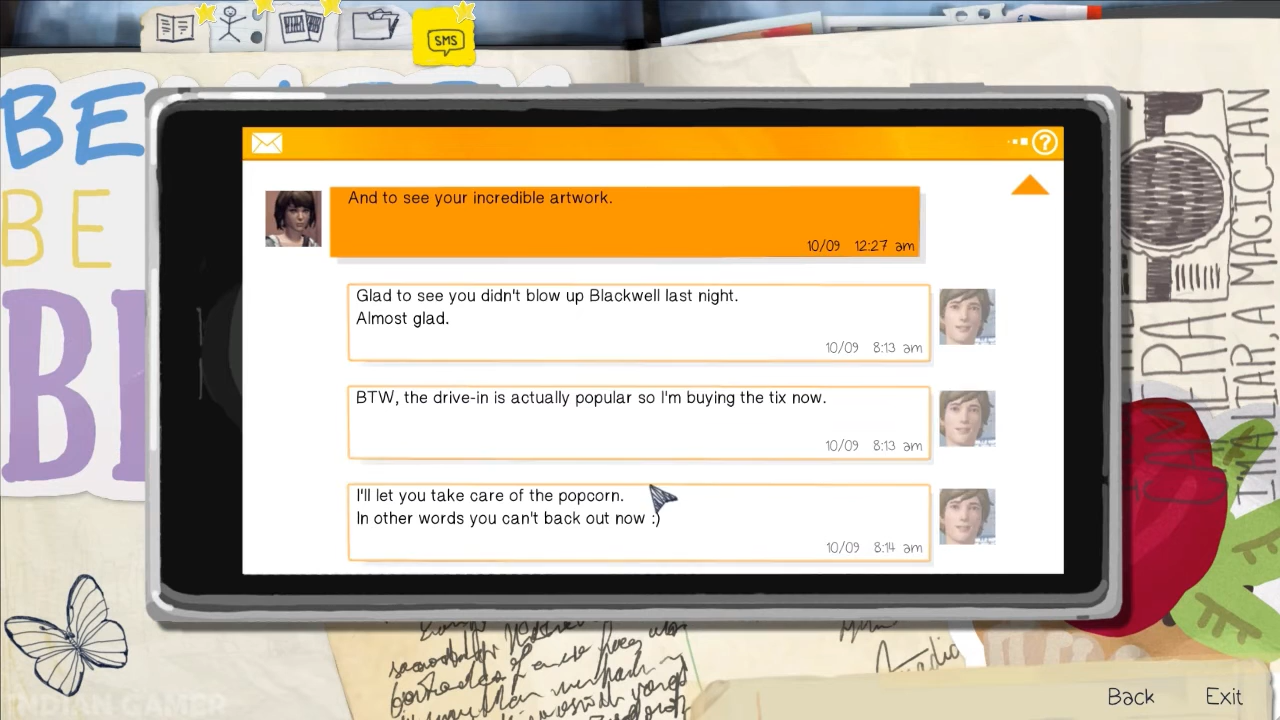 SMS
BE
BE
And to see your incredible artwork.
10/09 12:27 am
Glad to see you didn't blow up Blackwell last night.
Almost glad.
10/09 8:13 am
BTW, the drive-in is actually popular so I'm buying the tix now.
10/09 8:13 am
I'll let you take care of the popcorn.
In other words you can't back out now :)
10/09 8:14 am
I'M A LIAR, A MAGICIAN
INDIAN GAMER
Back Exit